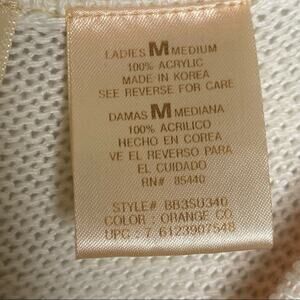 LADIES M MEDIUM
100% ACRYLIC
MADE IN KOREA
SEE REVERSE FOR CARE
DAMAS M MEDIANA
100% ACRILICO
HECHO EN COREA
VE EL REVERSO PARA
EL CUIDADO
RN# 85440
STYLE# BB3SU340
COLOR : ORANGE CO
UPC : 7 6123907548